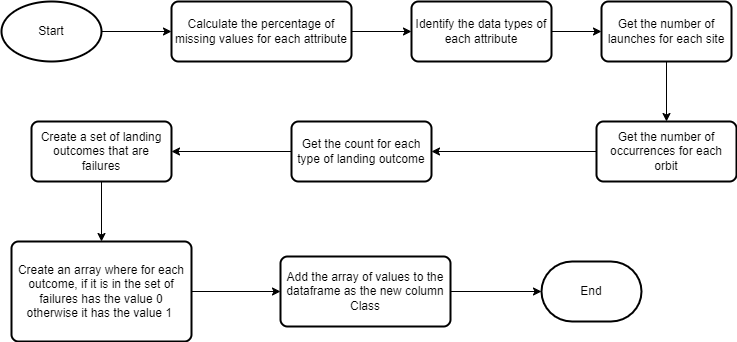 Start
Calculate the percentage of
missing values for each attribute
Identify the data types of
each attribute
Get the number of
launches for each site
Get the number of
occurrences for each
orbit
Get the count for each
type of landing outcome
Create a set of landing
outcomes that are
failures
Create an array where for each
outcome, if it is in the set of
failures has the value 0
otherwise it has the value 1
Add the array of values to the
dataframe as the new column
Class
End